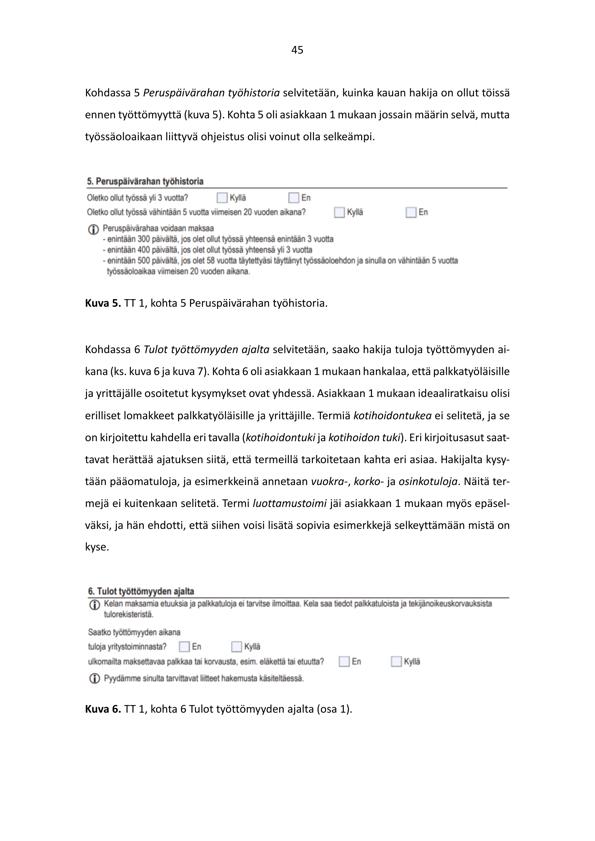 45
Kohdassa 5 Peruspäivärahan työhistoria selvitetään, kuinka kauan hakija on ollut töissä
ennen työttömyyttä (kuva 5). Kohta 5 oli asiakkaan 1 mukaan jossain määrin selvä, mutta
työssäoloaikaan liittyvä ohjeistus olisi voinut olla selkeämpi.
5. Peruspäivärahan työhistoria
Oletko ollut työssä yli 3 vuotta? Kyllä En
Oletko ollut työssä vähintään 5 vuotta viimeisen 20 vuoden aikana? Kyllä En
Peruspäivärahaa voidaan maksaa
- enintään 300 päivältä, jos olet ollut työssä yhteensä enintään 3 vuotta
- enintään 400 päivältä, jos olet ollut työssä yhteensä yli 3 vuotta
- enintään 500 päivältä, jos olet 58 vuotta täytettyäsi täyttänyt työssäoloehdon ja sinulla on vähintään 5 vuotta
työssäoloaikaa viimeisen 20 vuoden aikana.
Kuva 5. TT 1, kohta 5 Peruspäivärahan työhistoria.
Kohdassa 6 Tulot työttömyyden ajalta selvitetään, saako hakija tuloja työttömyyden ai-
kana (ks. kuva 6 ja kuva 7). Kohta 6 oli asiakkaan 1 mukaan hankalaa, että palkkatyöläisille
ja yrittäjälle osoitetut kysymykset ovat yhdessä. Asiakkaan 1 mukaan ideaaliratkaisu olisi
erilliset lomakkeet palkkatyöläisille ja yrittäjille. Termiä kotihoidontukea ei selitetä, ja se
on kirjoitettu kahdella eri tavalla (kotihoidontuki ja kotihoidon tuki). Eri kirjoitusasut saat-
tavat herättää ajatuksen siitä, että termeillä tarkoitetaan kahta eri asiaa. Hakijalta kysy-
tään pääomatuloja, ja esimerkkeinä annetaan vuokra-, korko- ja osinkotuloja. Näitä ter-
mejä ei kuitenkaan selitetä. Termi luottamustoimi jäi asiakkaan 1 mukaan myös epäsel-
väksi, ja hän ehdotti, että siihen voisi lisätä sopivia esimerkkejä selkeyttämään mistä on
kyse.
6. Tulot työttömyyden ajalta
Kelan maksamia etuuksia ja palkkatuloja ei tarvitse ilmoittaa. Kela saa tiedot palkkatuloista ja tekijänoikeuskorvauksista
tulorekisteristä.
Saatko työttömyyden aikana
tuloja yritystoiminnasta? En Kyllä
ulkomailta maksettavaa palkkaa tai korvausta, esim. eläkettä tai etuutta? En Kyllä
Pyydämme sinulta tarvittavat liitteet hakemusta käsiteltäessä.
Kuva 6. TT 1, kohta 6 Tulot työttömyyden ajalta (osa 1).